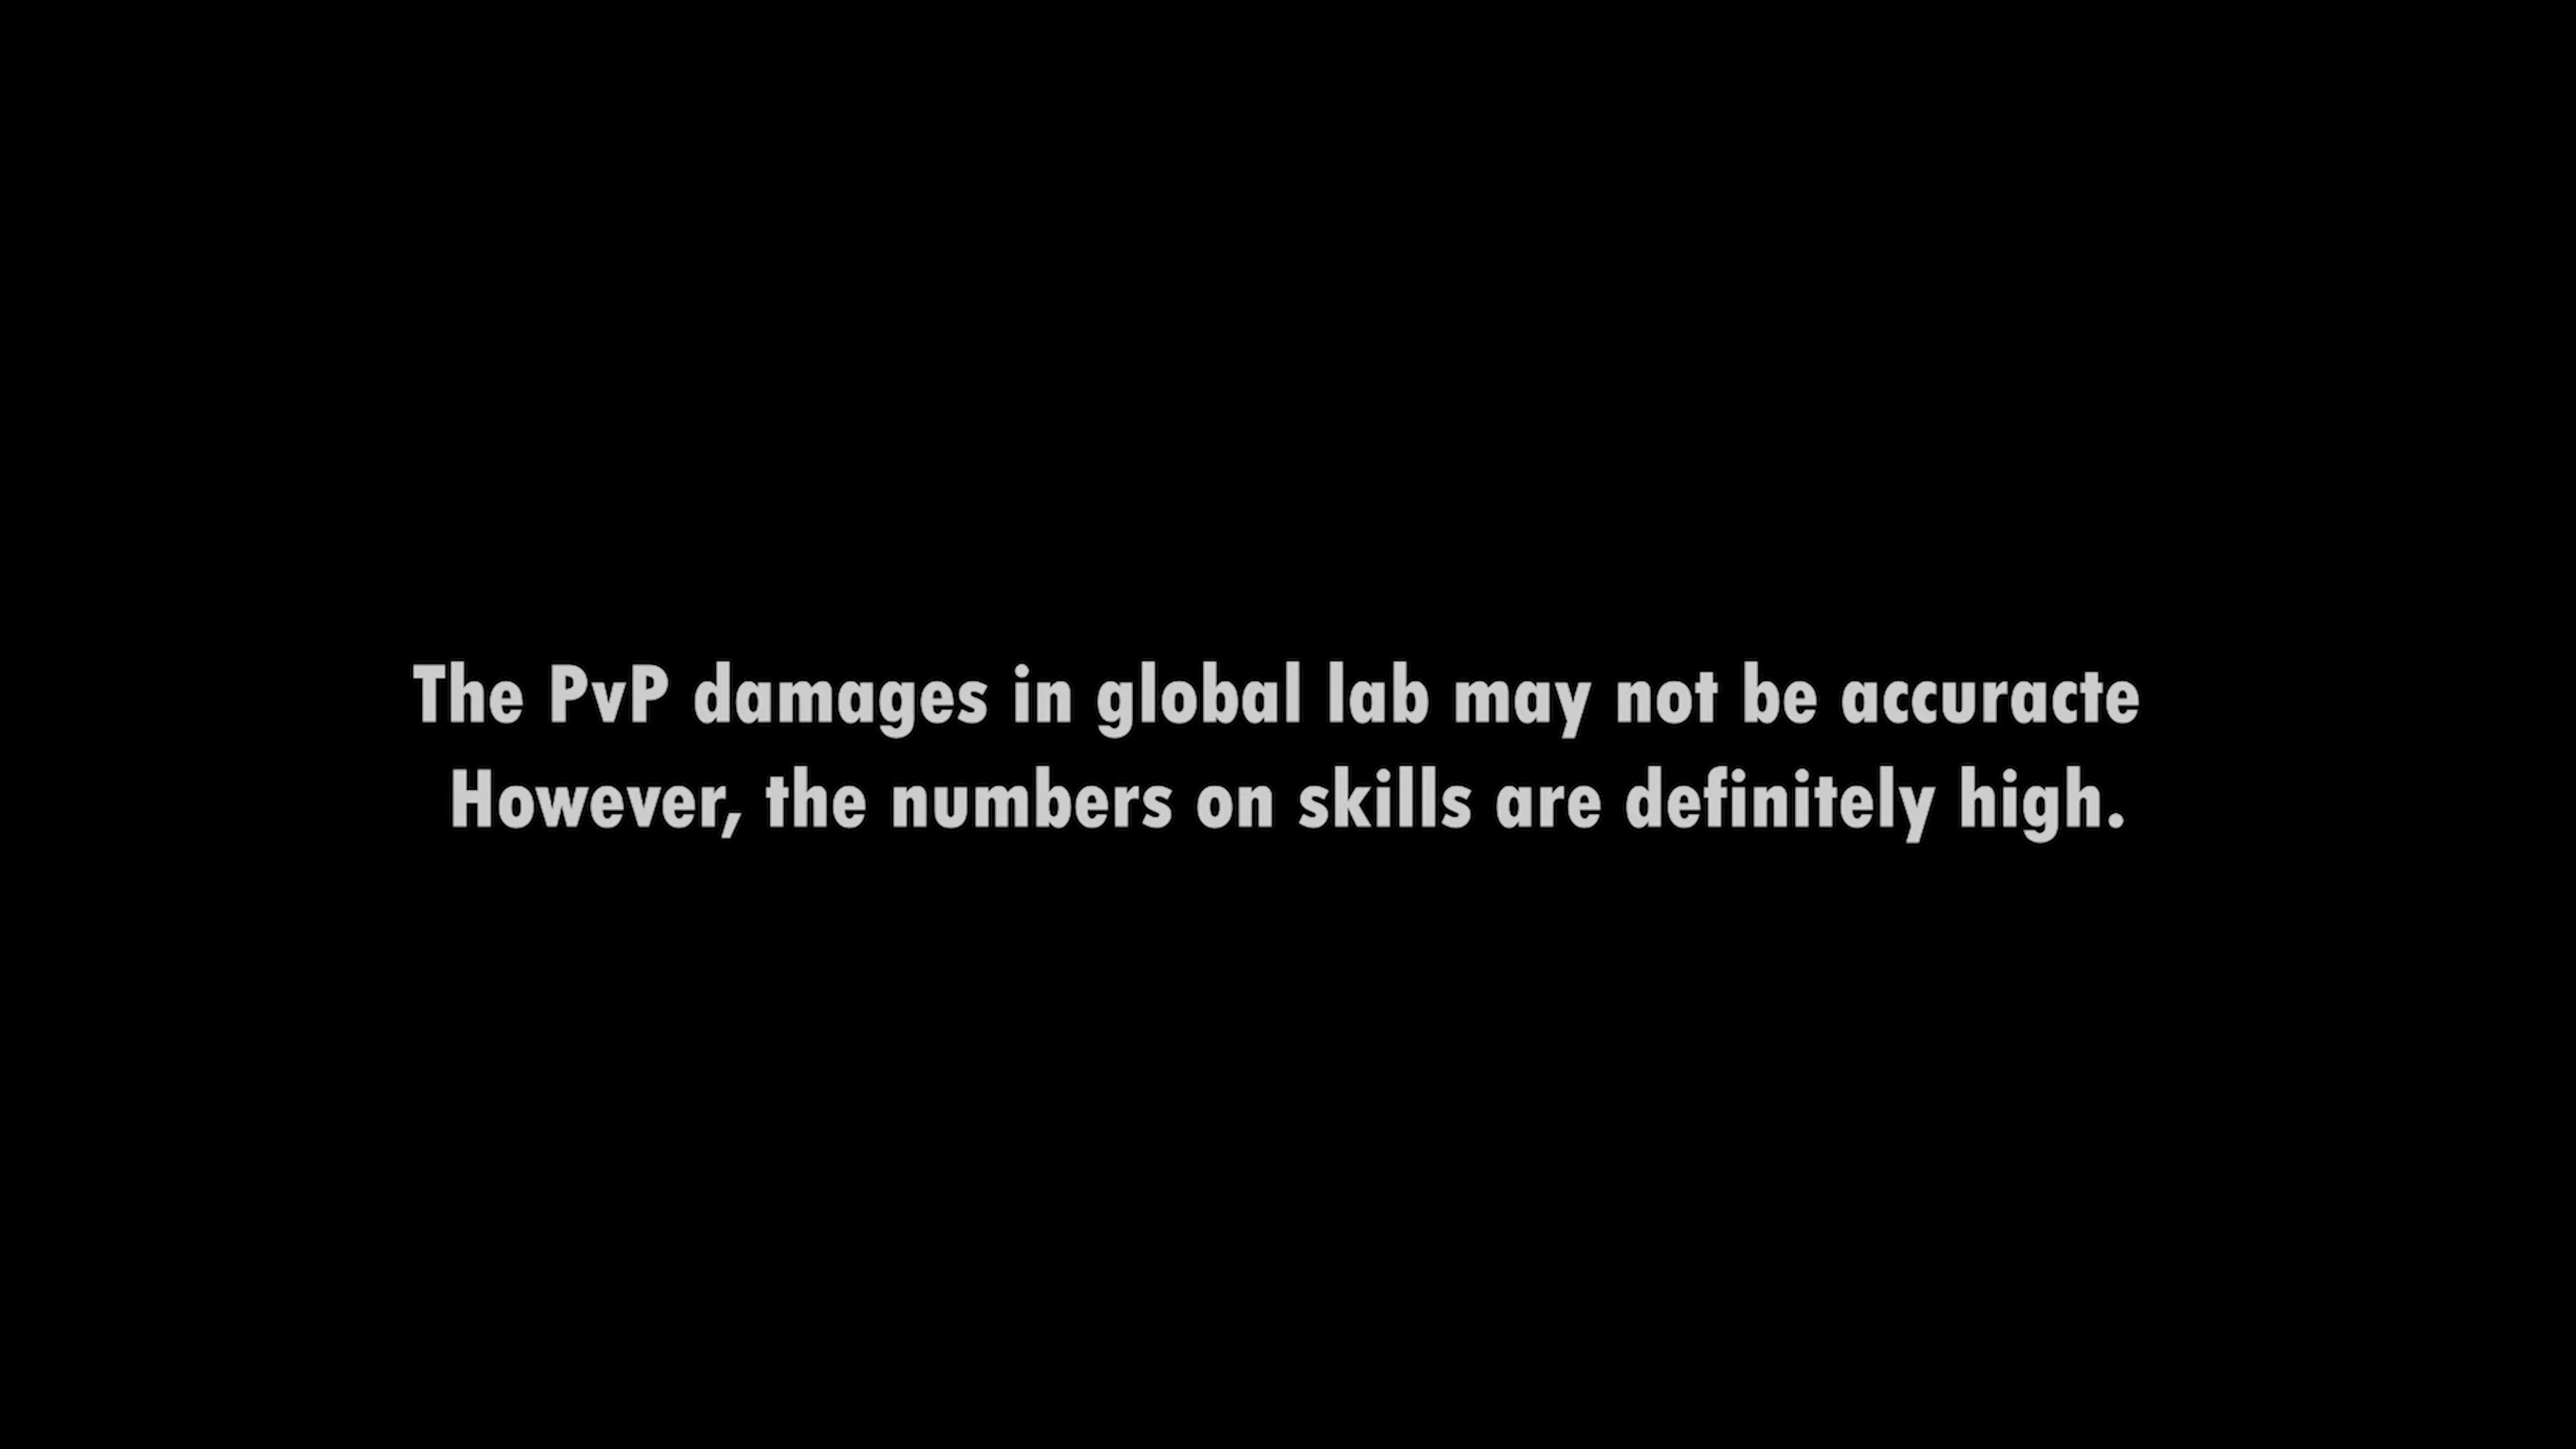 The PvP damages in global lab may not be accuracte
However, the numbers on skills are definitely high.